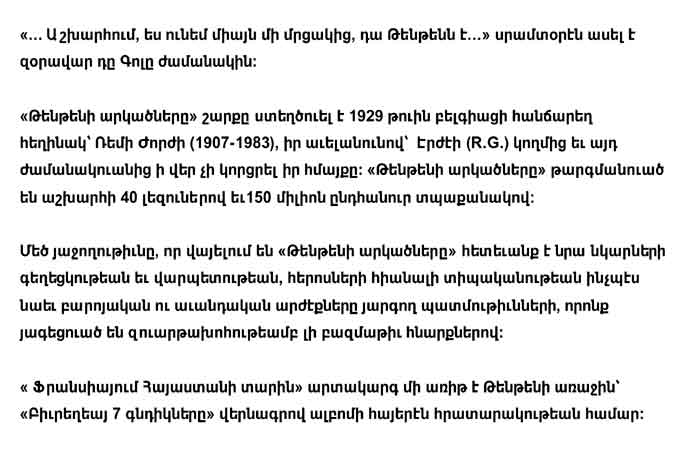 «... Աշխարհում, ես ունեմ միայն մի մրցակից, դա Թենթենն է...» սրամտօրէն ասել է
զօրավար դը Գոլը ժամանակին:
«Թենթենի արկածները» շարքը ստեղծուել է 1929 թուին բելգիացի հանճարեղ
հեղինակ՝ Ռեմի Ժորժի (1907-1983), իր աւելանունով՝ Էրժէի (R.G.) կողմից եւ այդ
ժամանակուանից ի վեր չի կորցրել իր հմայքը: «Թենթենի արկածները» թարգմանուած
են աշխարհի 40 լեզուներով եւ150 միլիոն ընդհանուր տպաքանակով:
Մեծ յաջողութիւնը, որ վայելում են «Թենթենի արկածները» հետեւանք է նրա նկարների
գեղեցկութեան եւ վարպետութեան, հերոսների հիանալի տիպականութեան ինչպէս
նաեւ բարոյական ու աւանդական արժէքները յարգող պատմութիւնների, որոնք
յագեցուած են զուարթախոհութեամբ լի բազմաթիւ հնարքներով:
« Ֆրանսիայում Հայաստանի տարին» արտակարգ մի առիթ է Թենթենի առաջին՝
«Բիւրեղեայ 7 գնդիկները» վերնագրով ալբոմի հայերէն հրատարակութեան համար: